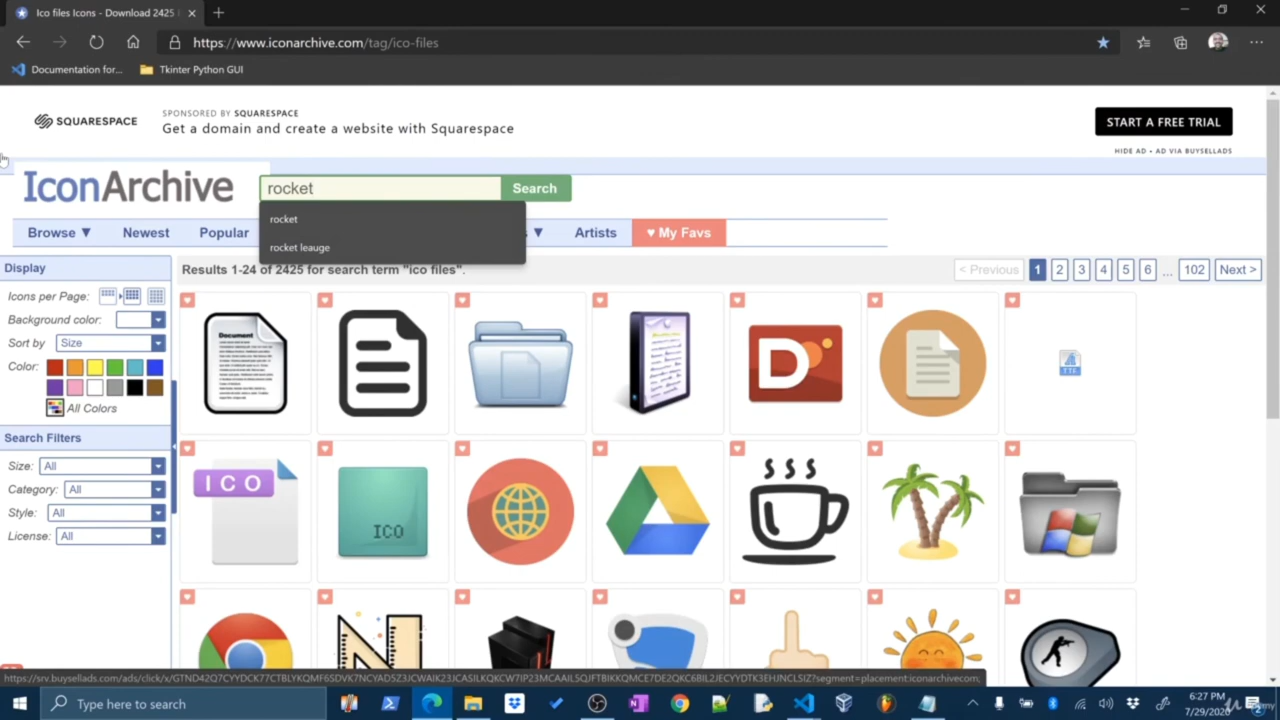 Ico files Icons - Download 2425
https://www.iconarchive.com/tag/ico-files
Documentation for...
Tkinter Python GUI
SQUARESPACE
SPONSORED BY SQUARESPACE
Get a domain and create a website with Squarespace
START A FREE TRIAL
HIDE AD • AD VIA BUYSELLADS
IconArchive
rocket
Search
rocket
rocket leauge
Browse ▼
Newest
Popular
▼
Artists
♥ My Favs
Display
Results 1-24 of 2425 for search term "ico files".
< Previous 1 2 3 4 5 6 ... 102 Next >
Icons per Page:
Background color:
Sort by Size
Color:
All Colors
Search Filters
Size: All
Category: All
Style: All
License: All
Document
D
TTF
ICO
ICO
Type here to search
6:27 PM
7/29/2020